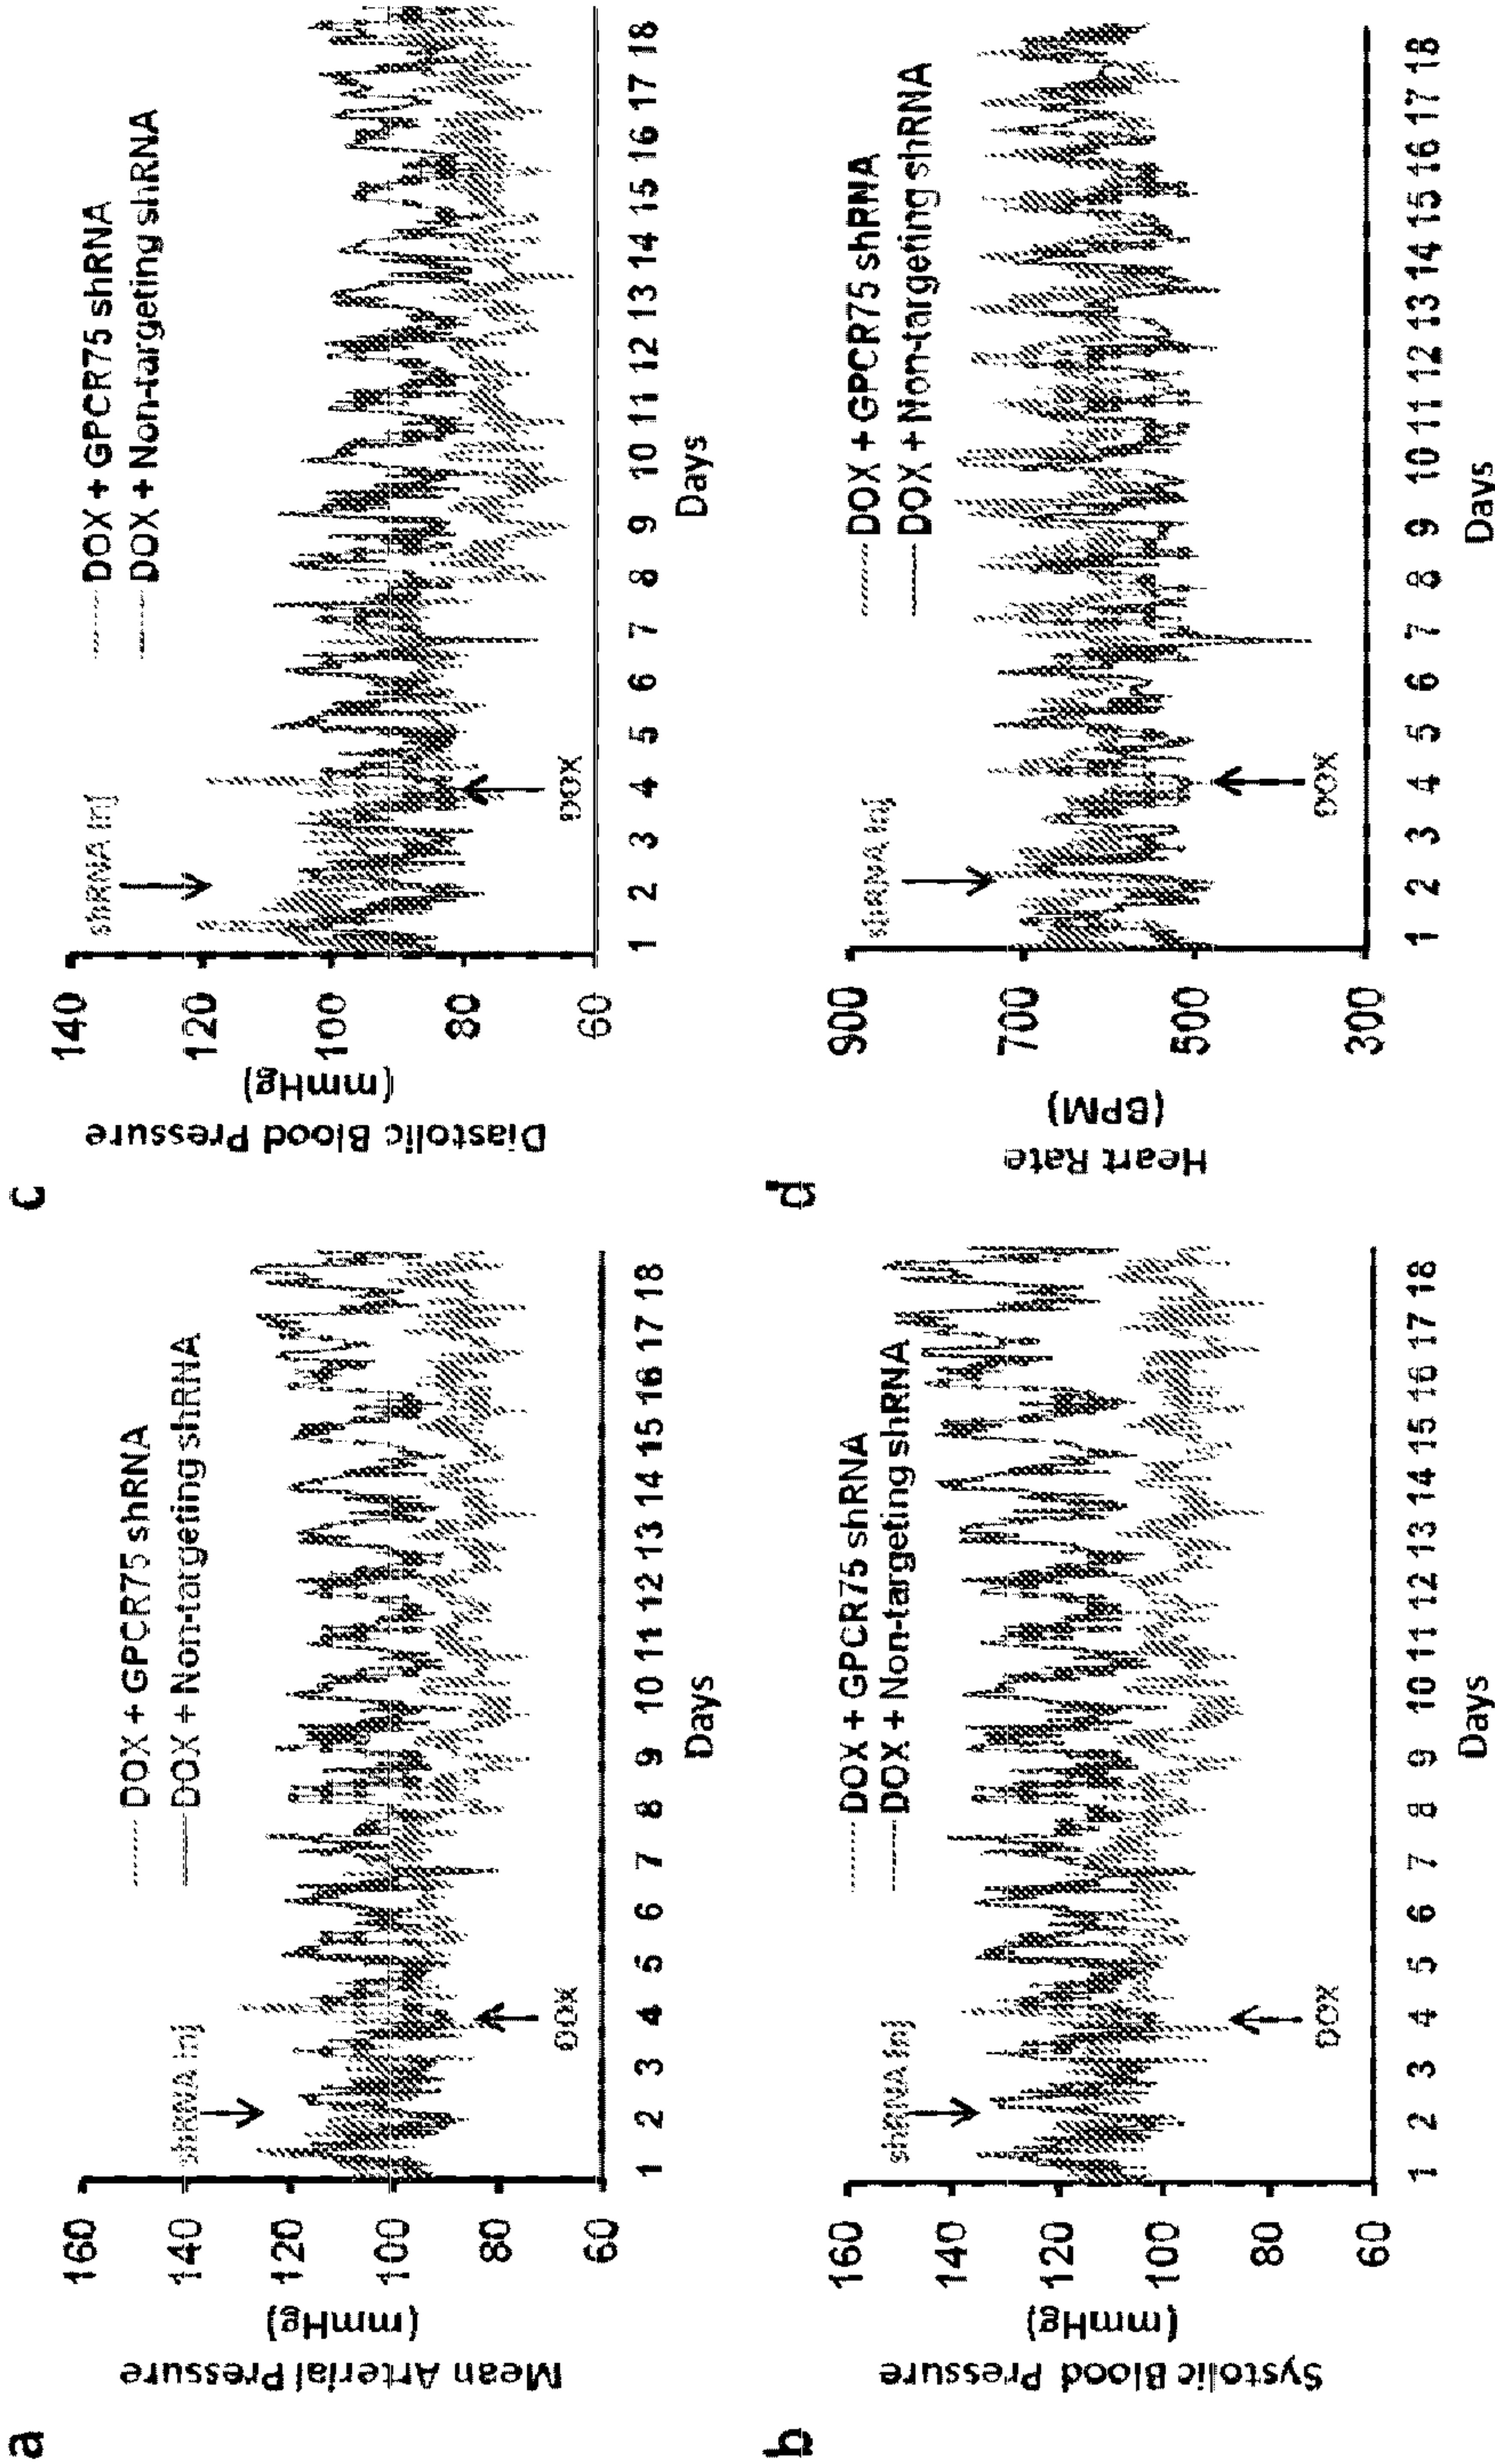 a
Mean Arterial Pressure
(mmHg)
160
140
120
100
80
60
shRNA Inj
DOX + GPCR75 shRNA
DOX + Non-targeting shRNA
DOX
1 2 3 4 5 6 7 8 9 10 11 12 13 14 15 16 17 18
Days
b
Systolic Blood Pressure
(mmHg)
160
140
120
100
80
60
shRNA Inj
DOX + GPCR75 shRNA
DOX + Non-targeting shRNA
DOX
1 2 3 4 5 6 7 8 9 10 11 12 13 14 15 16 17 18
Days
c
Diastolic Blood Pressure
(mmHg)
140
120
100
80
60
shRNA Inj
DOX + GPCR75 shRNA
DOX + Non-targeting shRNA
DOX
1 2 3 4 5 6 7 8 9 10 11 12 13 14 15 16 17 18
Days
d
Heart Rate
(BPM)
900
700
500
300
shRNA Inj
DOX + GPCR75 shRNA
DOX + Non-targeting shRNA
DOX
1 2 3 4 5 6 7 8 9 10 11 12 13 14 15 16 17 18
Days